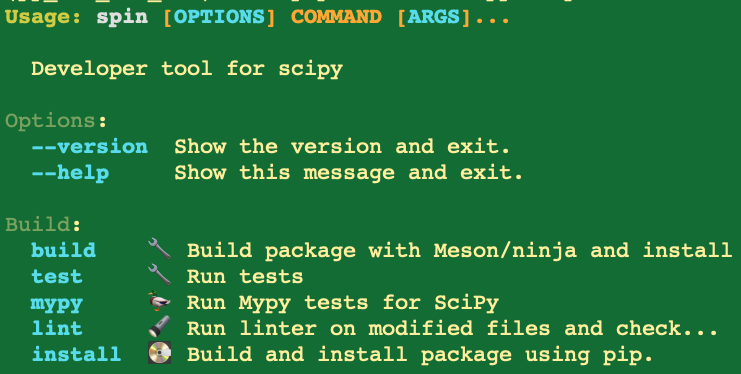 Usage: spin [OPTIONS] COMMAND [ARGS]...
Developer tool for scipy
Options:
--version Show the version and exit.
--help Show this message and exit.
Build:
build 🔧 Build package with Meson/ninja and install
test 🔧 Run tests
mypy 🦆 Run Mypy tests for SciPy
lint 🔦 Run linter on modified files and check...
install 💽 Build and install package using pip.